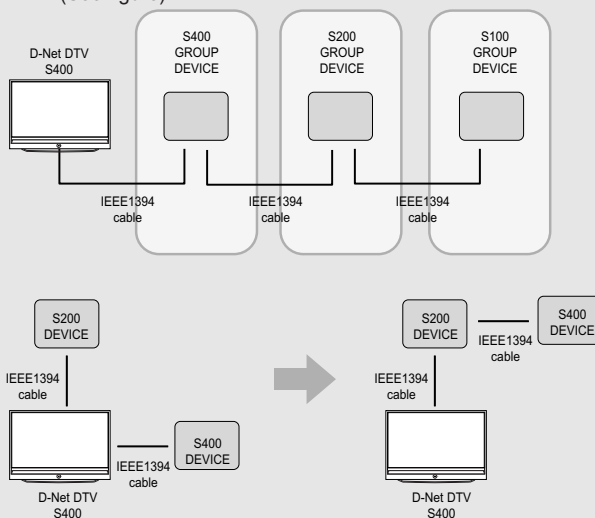 S400
GROUP
DEVICE
S200
GROUP
DEVICE
S100
GROUP
DEVICE
D-Net DTV
S400
IEEE1394
cable
IEEE1394
cable
IEEE1394
cable
S200
DEVICE
IEEE1394
cable
S400
DEVICE
IEEE1394
cable
D-Net DTV
S400
S200
DEVICE
S400
DEVICE
IEEE1394
cable
IEEE1394
cable
D-Net DTV
S400